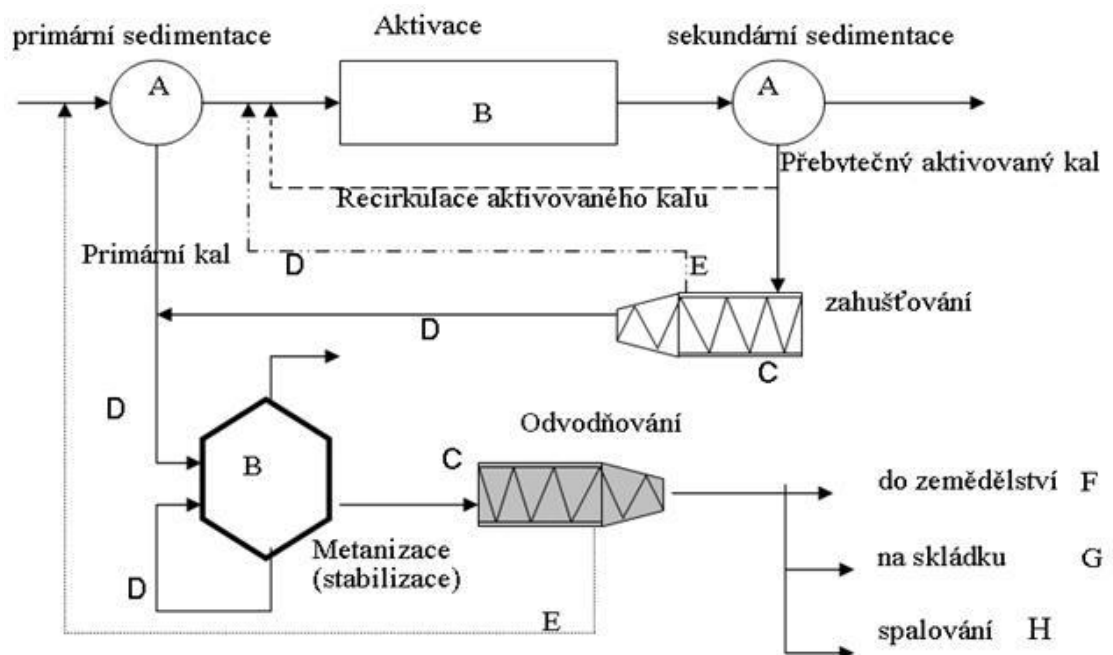 primární sedimentace
Aktivace
sekundární sedimentace
A
B
A
Přebytečný aktivovaný kal
Recirkulace aktivovaného kalu
Primární kal
D
E
zahušťování
D
C
D
Odvodňování
B
C
do zemědělství F
Metanizace
(stabilizace)
na skládku G
D
E
spalování H